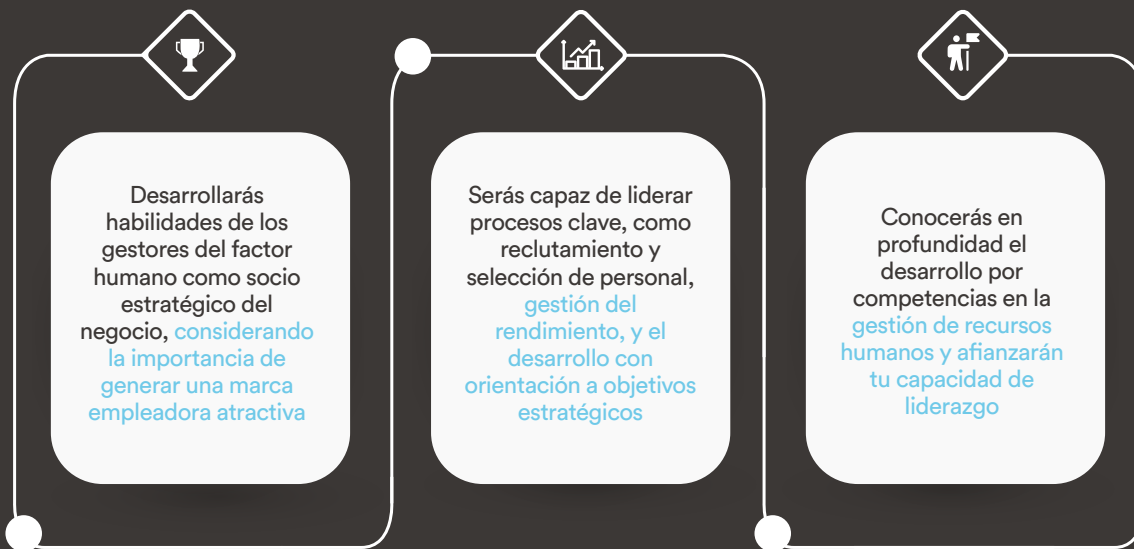 Desarrollarás
habilidades de los
gestores del factor
humano como socio
estratégico del
negocio, considerando
la importancia de
generar una marca
empleadora atractiva
Serás capaz de liderar
procesos clave, como
reclutamiento y
selección de personal,
gestión del
rendimiento, y el
desarrollo con
orientación a objetivos
estratégicos
Conocerás en
profundidad el
desarrollo por
competencias en la
gestión de recursos
humanos y afianzarán
tu capacidad de
liderazgo